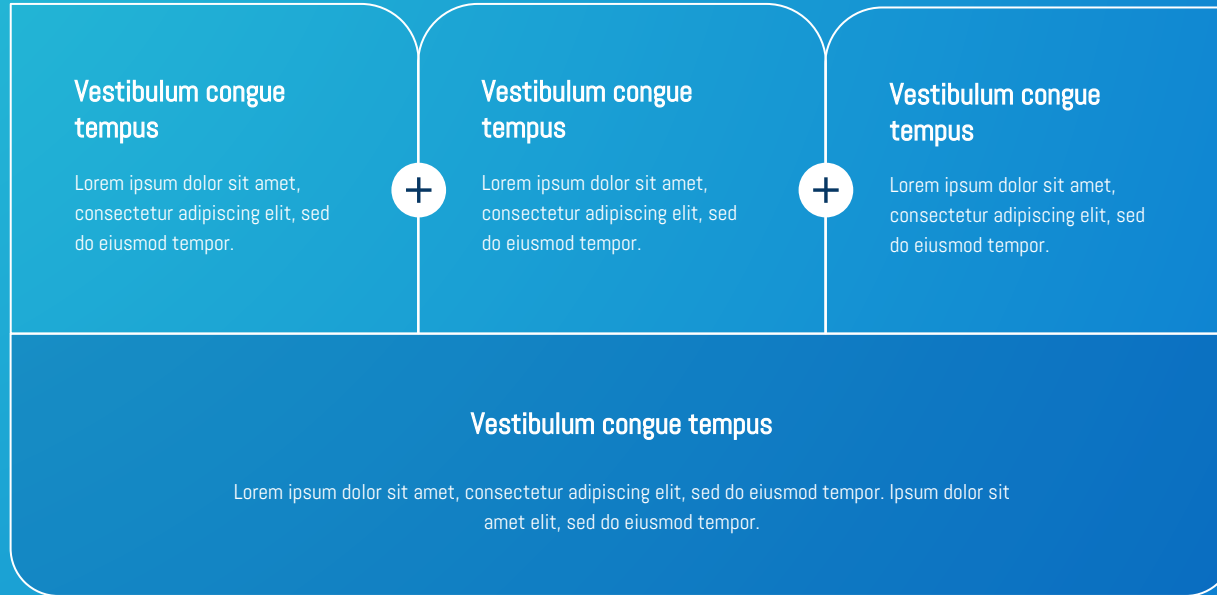 Vestibulum congue
tempus
Lorem ipsum dolor sit amet,
consectetur adipiscing elit, sed
do eiusmod tempor.
Vestibulum congue
tempus
Lorem ipsum dolor sit amet,
consectetur adipiscing elit, sed
do eiusmod tempor.
Vestibulum congue
tempus
Lorem ipsum dolor sit amet,
consectetur adipiscing elit, sed
do eiusmod tempor.
Vestibulum congue tempus
Lorem ipsum dolor sit amet, consectetur adipiscing elit, sed do eiusmod tempor. Ipsum dolor sit
amet elit, sed do eiusmod tempor.